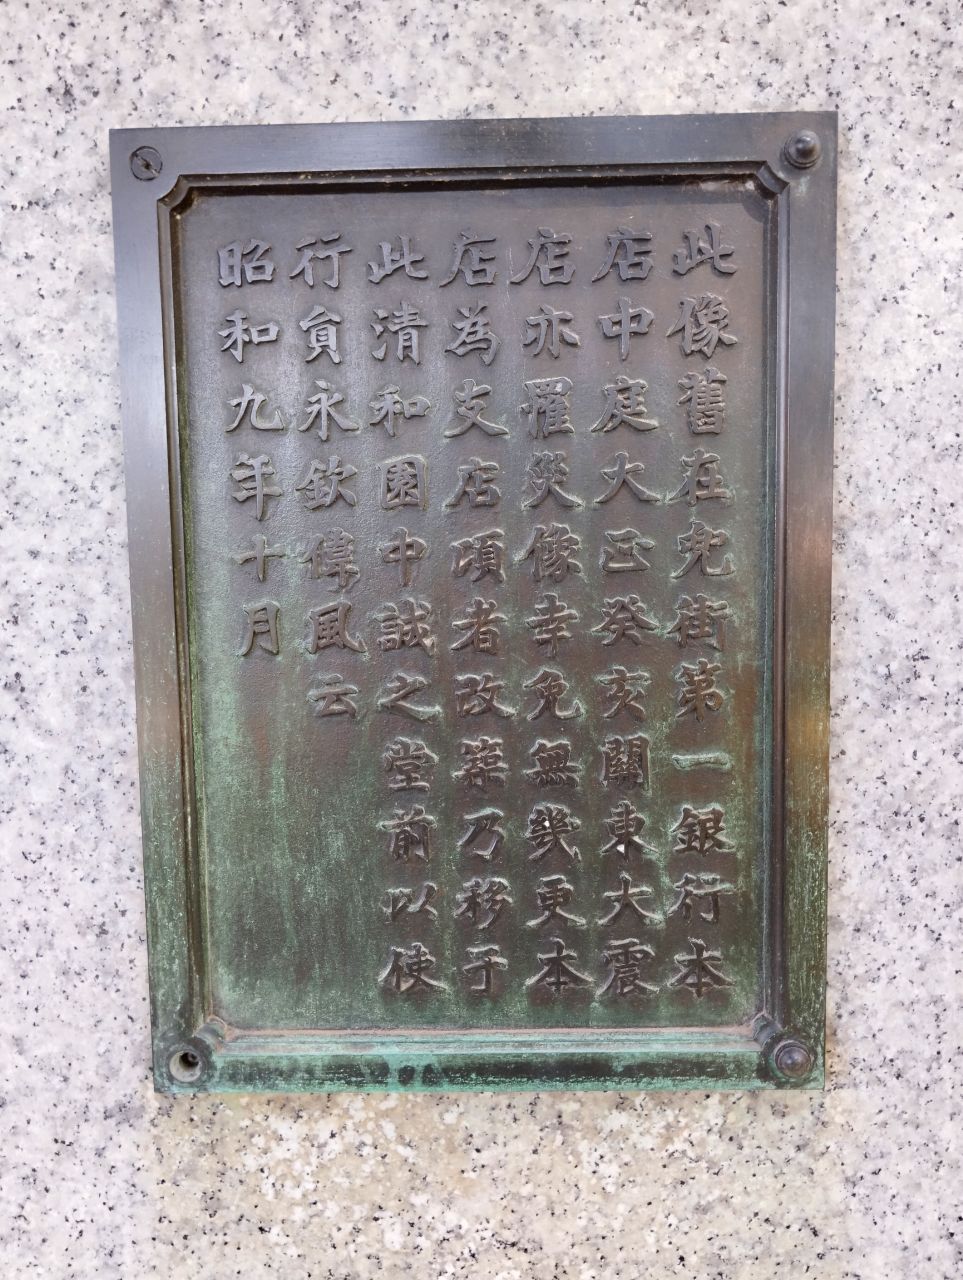 此像舊在兜街第一銀行本
店中庭大正癸亥關東大震
店亦罹災像幸免無幾更本
店為支店頃者改築乃移于
此清和園中誠之堂前以使
行員永欽偉風云
昭和九年十月